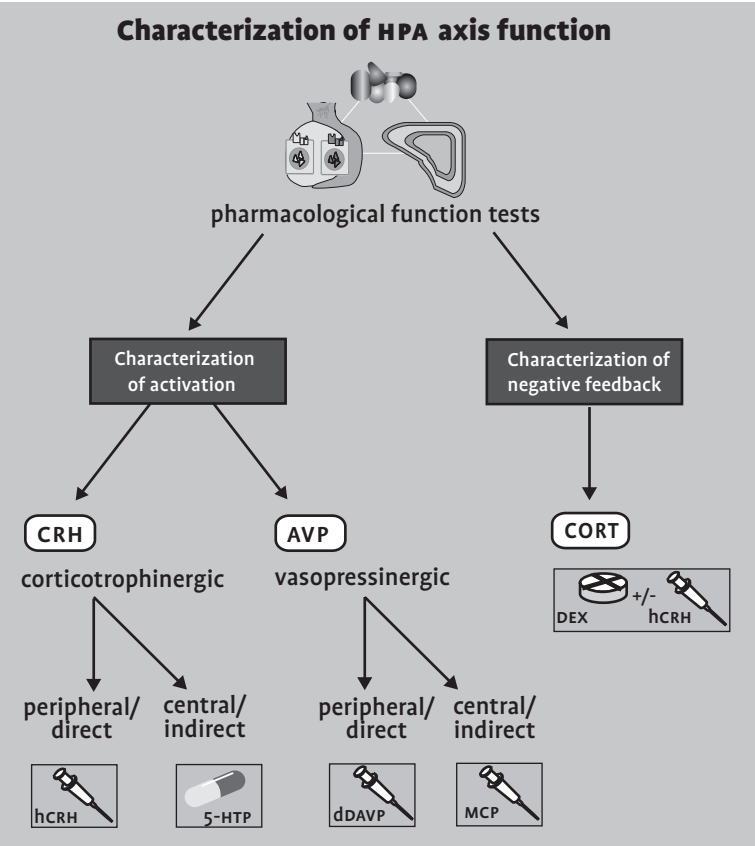 Characterization of HPA axis function
pharmacological function tests
Characterization
of activation
Characterization of
negative feedback
CRH
AVP
CORT
corticotrophinergic
vasopressinergic
DEX
+/-
hCRH
peripheral/
direct
central/
indirect
peripheral/
direct
central/
indirect
hCRH
5-HTP
dDAVP
MCP